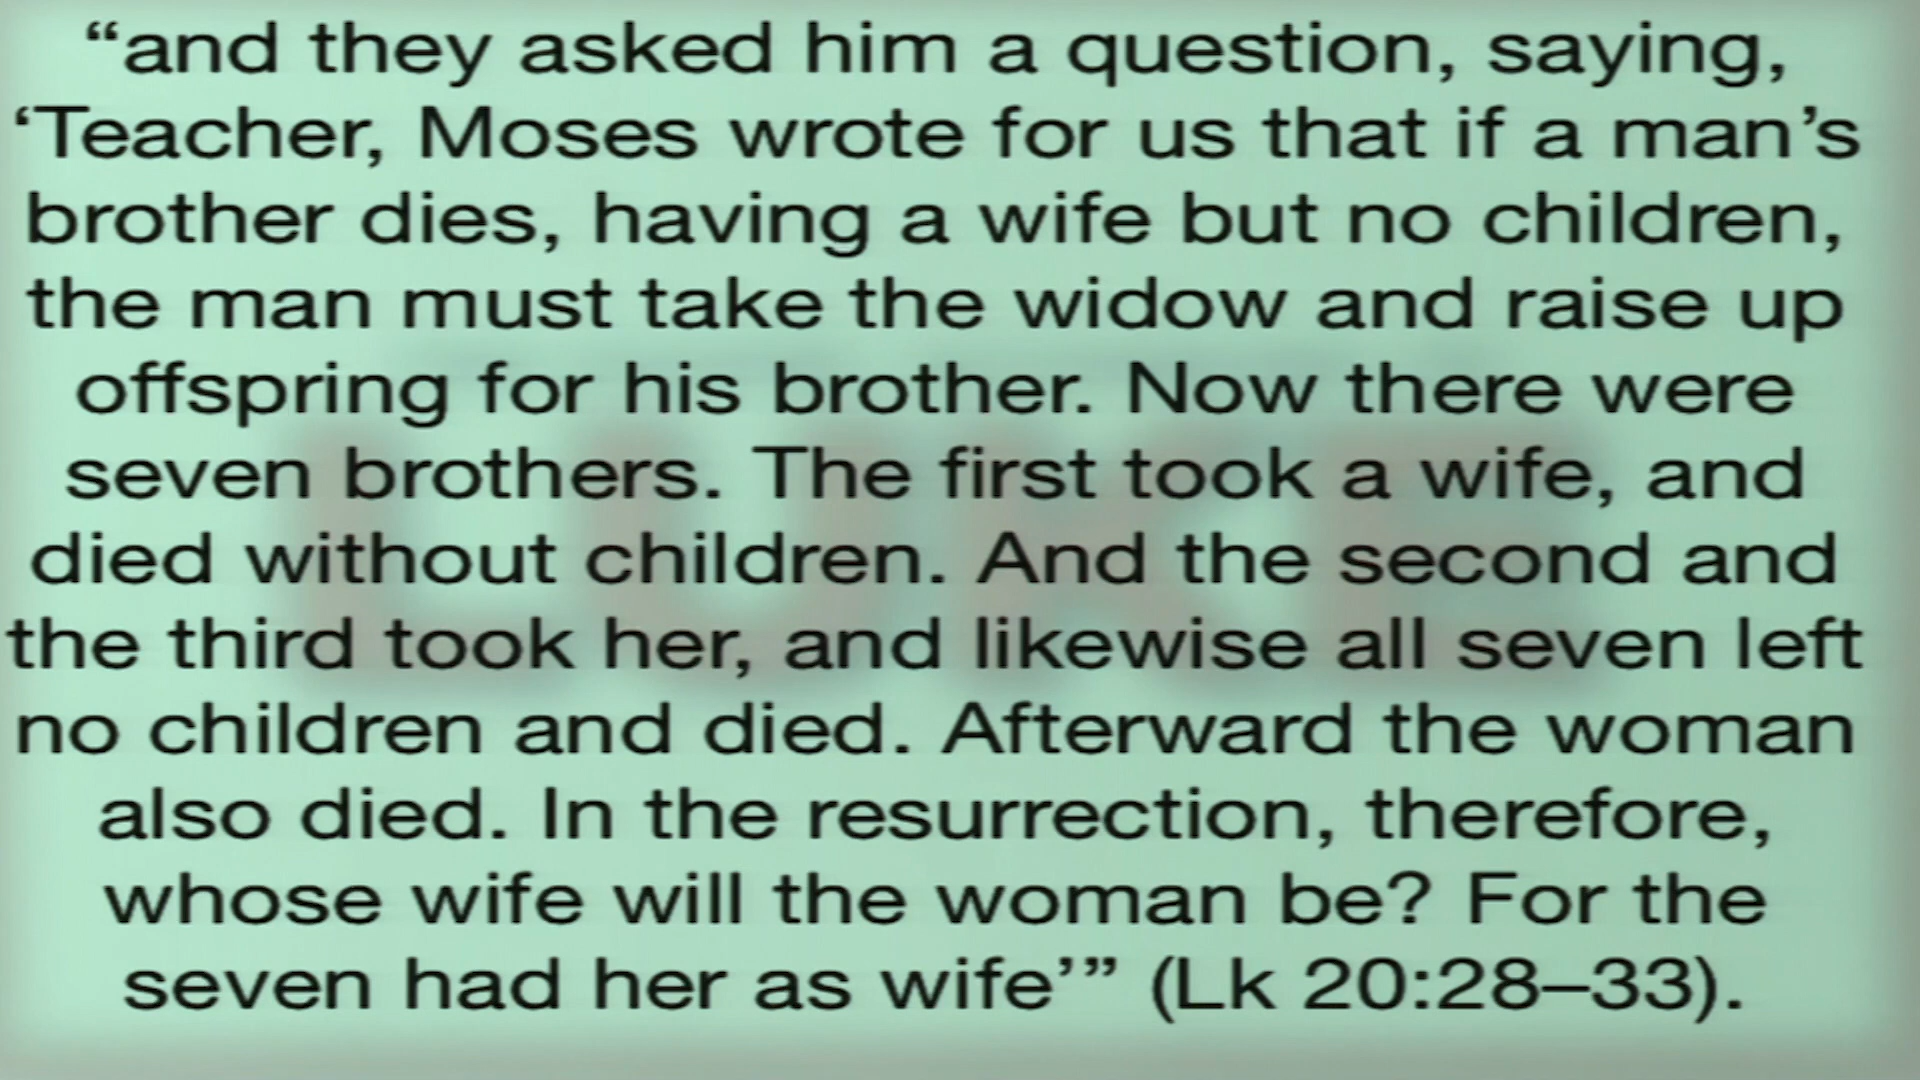 “and they asked him a question, saying,
‘Teacher, Moses wrote for us that if a man’s
brother dies, having a wife but no children,
the man must take the widow and raise up
offspring for his brother. Now there were
seven brothers. The first took a wife, and
died without children. And the second and
the third took her, and likewise all seven left
no children and died. Afterward the woman
also died. In the resurrection, therefore,
whose wife will the woman be? For the
seven had her as wife’” (Lk 20:28–33).
LUKE